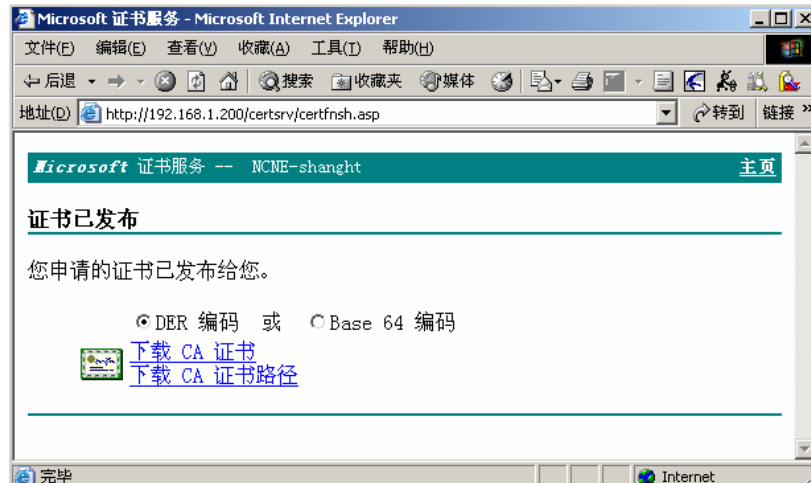 Microsoft 证书服务 - Microsoft Internet Explorer
文件(F) 编辑(E) 查看(V) 收藏(A) 工具(T) 帮助(H)
后退 搜索 收藏夹 媒体
地址(D) http://192.168.1.200/certsrv/certfnsh.asp 转到 链接 »
Microsoft 证书服务 -- NCNE-shanght 主页
证书已发布
您申请的证书已发布给您。
DER 编码 或 Base 64 编码
下载 CA 证书
下载 CA 证书路径
完毕 Internet